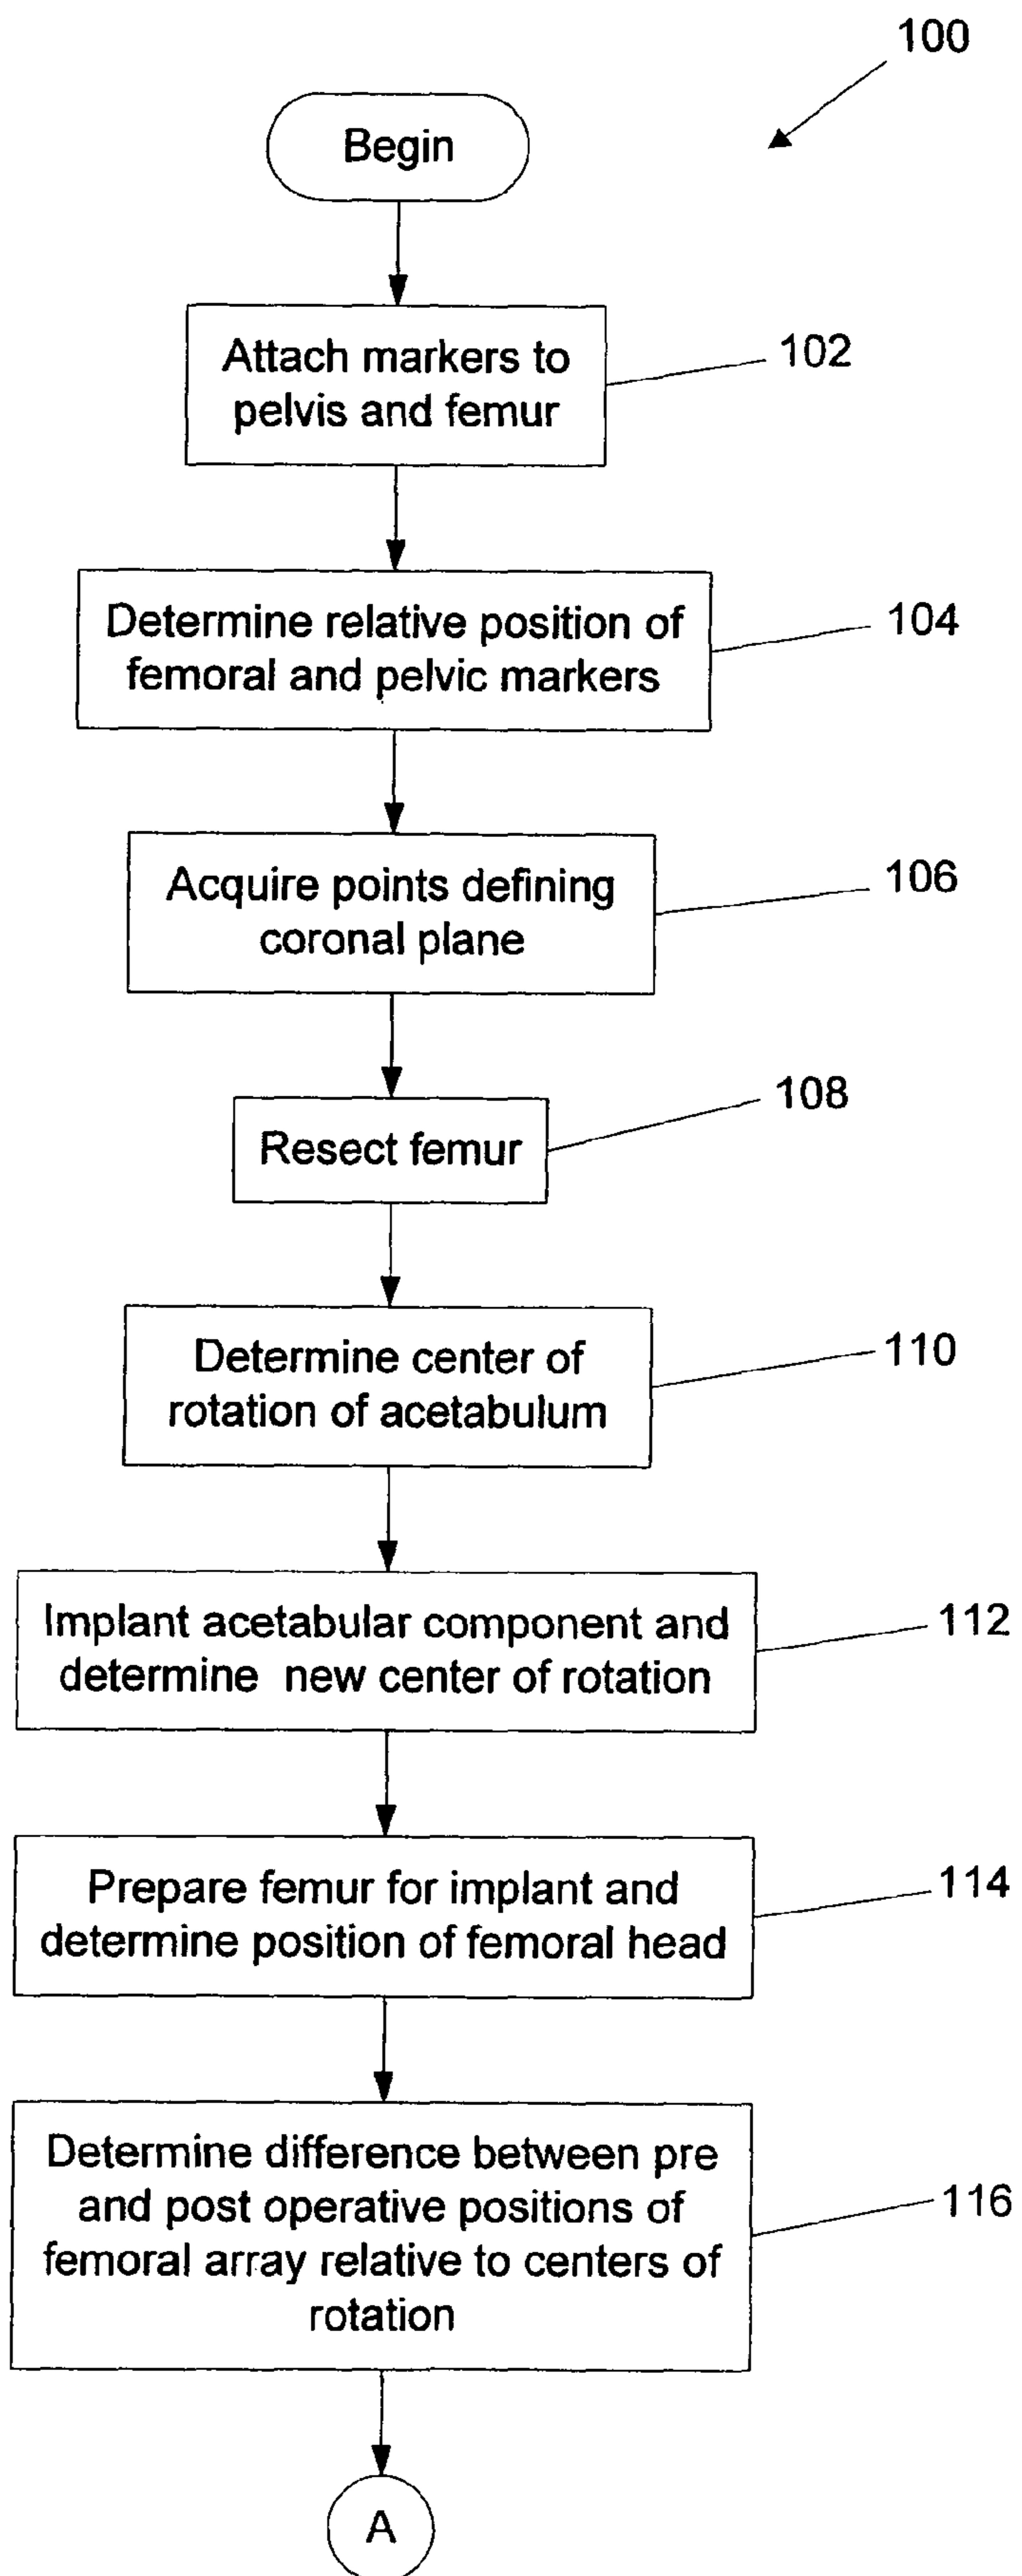 100
Begin
Attach markers to
pelvis and femur
102
Determine relative position of
femoral and pelvic markers
104
Acquire points defining
coronal plane
106
Resect femur
108
Determine center of
rotation of acetabulum
110
Implant acetabular component and
determine new center of rotation
112
Prepare femur for implant and
determine position of femoral head
114
Determine difference between pre
and post operative positions of
femoral array relative to centers of
rotation
116
A